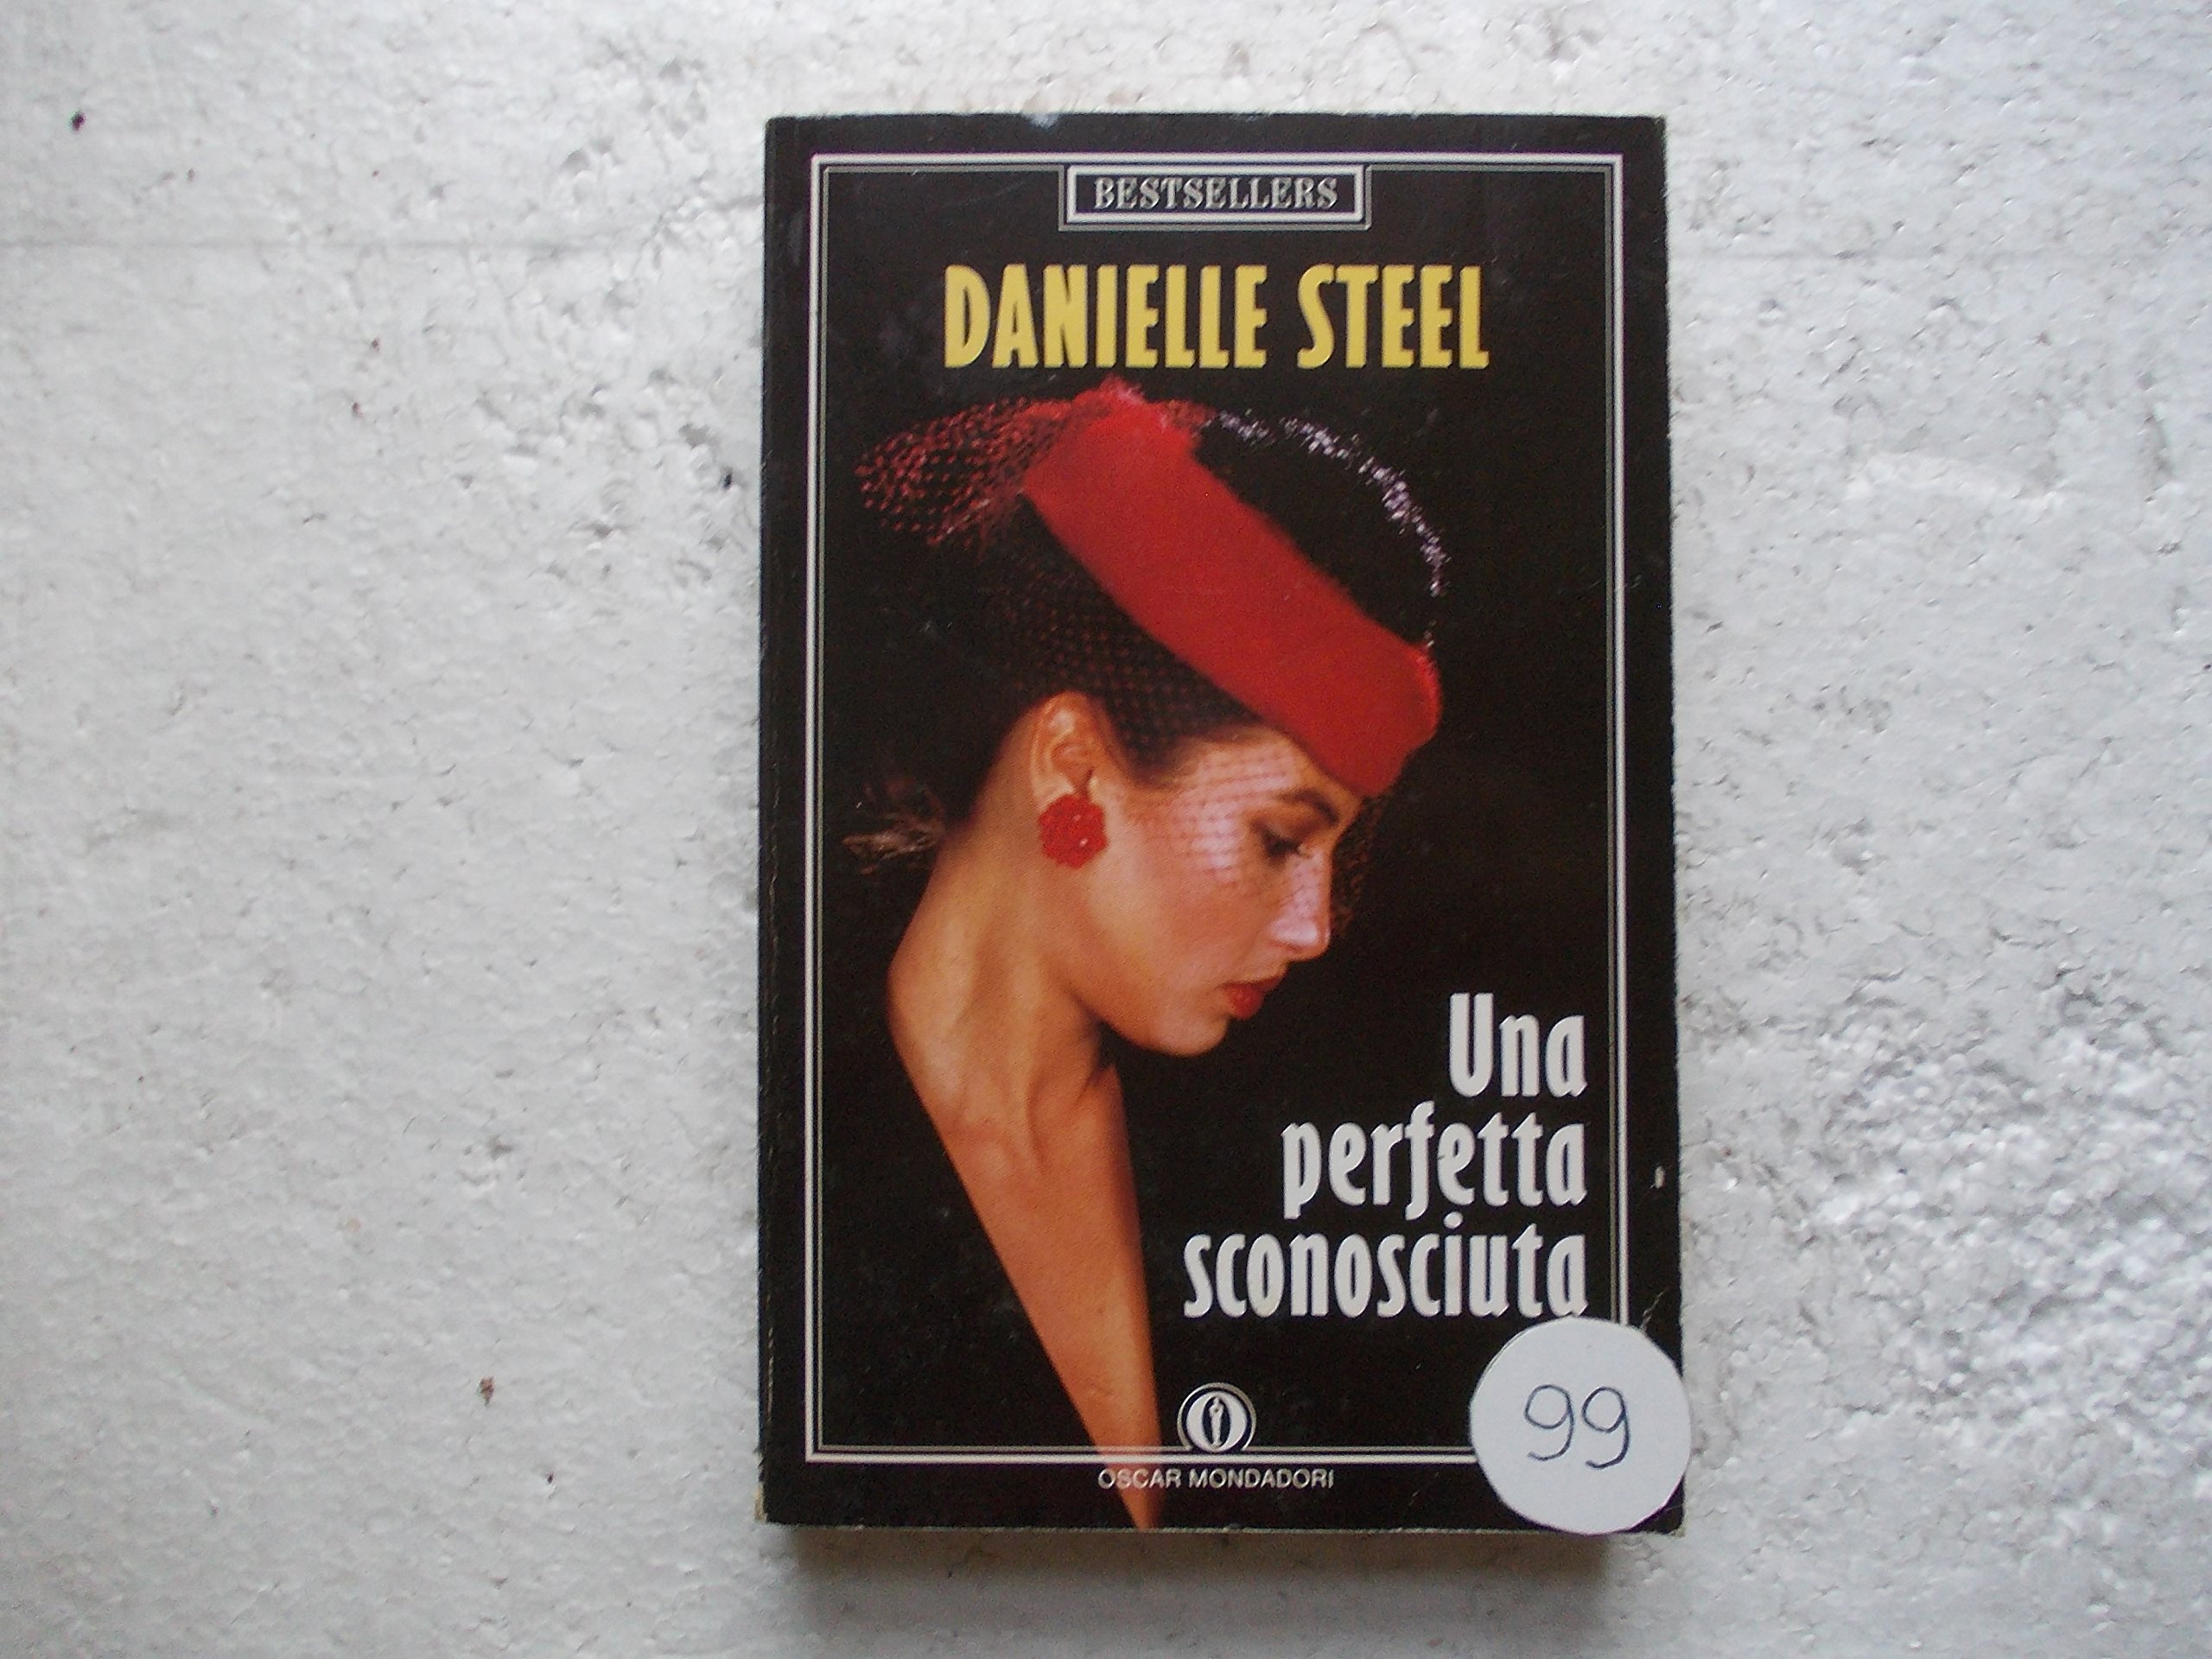 BESTSELLERS
DANIELLE STEEL
Una
perfetta
sconosciuta
99
OSCAR MONDADORI